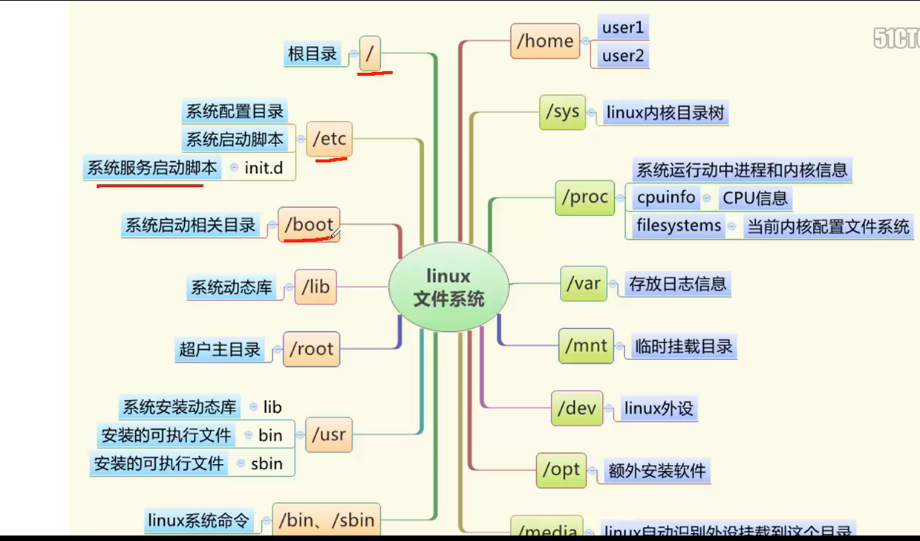 51CTO
根目录
/
系统配置目录
系统启动脚本
系统服务启动脚本
init.d
/etc
系统启动相关目录
/boot
系统动态库
/lib
超户主目录
/root
系统安装动态库
lib
安装的可执行文件
bin
安装的可执行文件
sbin
/usr
linux系统命令
/bin、/sbin
linux
文件系统
/home
user1
user2
/sys
linux内核目录树
/proc
系统运行动中进程和内核信息
cpuinfo
CPU信息
filesystems
当前内核配置文件系统
/var
存放日志信息
/mnt
临时挂载目录
/dev
linux外设
/opt
额外安装软件
/media
linux自动识别外设挂载到这个目录